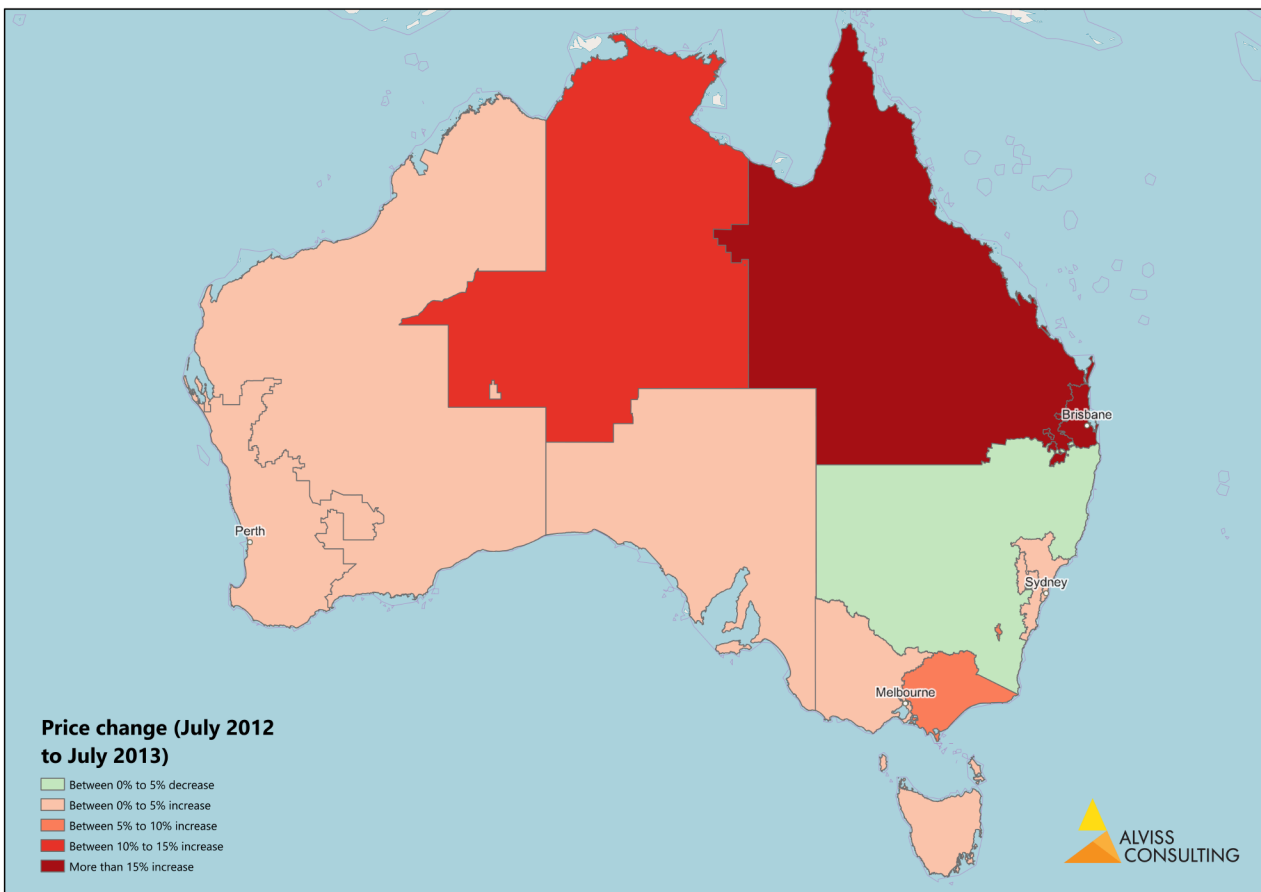 Brisbane
Perth
Sydney
Melbourne
Price change (July 2012
to July 2013)
Between 0% to 5% decrease
Between 0% to 5% increase
Between 5% to 10% increase
Between 10% to 15% increase
More than 15% increase
ALVISS
CONSULTING